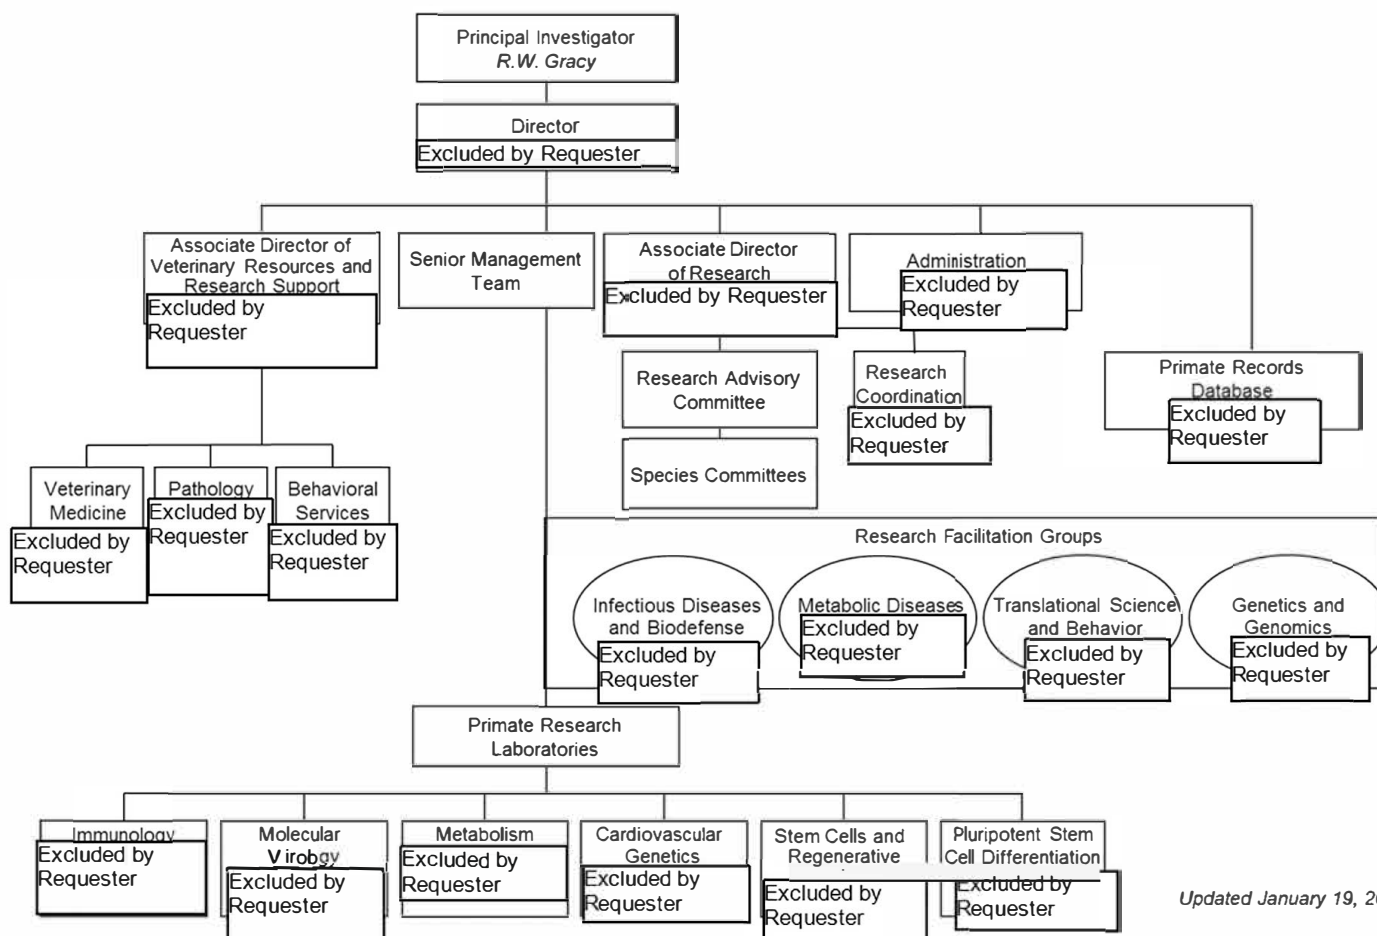 Principal Investigator
R.W. Gracy
Director
Excluded by Requester
Associate Director of
Veterinary Resources and
Research Support
Excluded by
Requester
Senior Management
Team
Associate Director
of Research
Excluded by Requester
Administration
Excluded by
Requester
Research Advisory
Committee
Research
Coordination
Excluded by
Requester
Primate Records
Database
Excluded by
Requester
Species Committees
Veterinary
Medicine
Excluded by
Requester
Pathology
Excluded by
Requester
Behavioral
Services
Excluded by
Requester
Research Facilitation Groups
Infectious Diseases
and Biodefense
Excluded by
Requester
Metabolic Diseases
Excluded by
Requester
Translational Science
and Behavior
Excluded by
Requester
Genetics and
Genomics
Excluded by
Requester
Primate Research
Laboratories
Immunology
Excluded by
Requester
Molecular
Virobgy
Excluded by
Requester
Metabolism
Excluded by
Requester
Cardiovascular
Genetics
Excluded by
Requester
Stem Cells and
Regenerative
Excluded by
Requester
Pluripotent Stem
Cell Differentiation
Excluded by
Requester
Updated January 19,